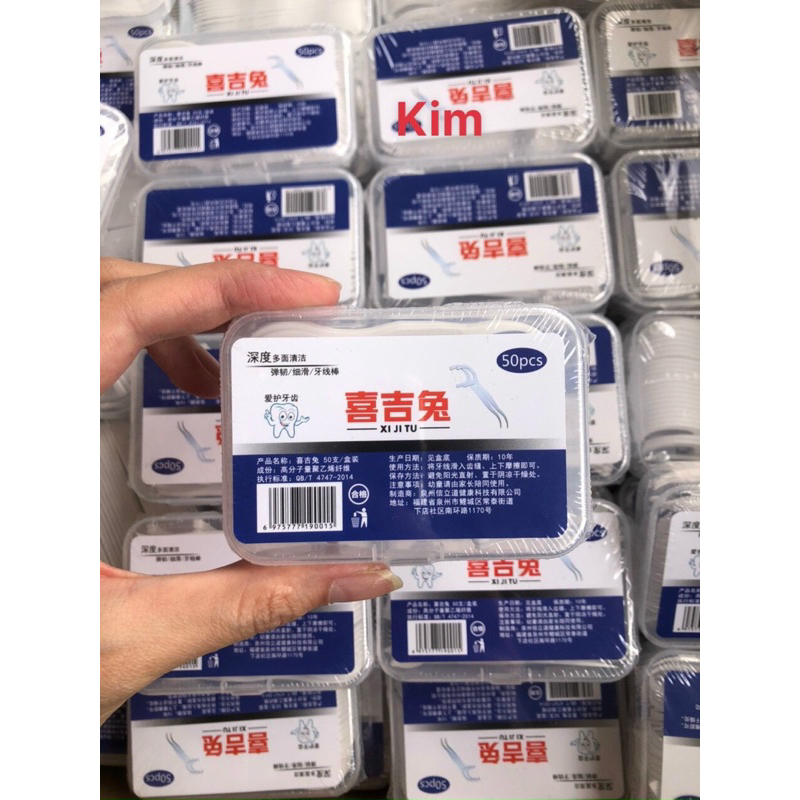 Kim
深度多面清洁
弹韧/细滑/牙线棒
50pcs
爱护牙齿
喜吉兔
XI JI TU
产品名称：喜吉兔 50支/盒装
成份：高分子量聚乙烯纤维
执行标准：QB/T 4747-2014
生产日期：见盒底 保质期：10年
使用方法：将牙线滑入齿缝，上下摩擦即可。
保存方法：避免阳光直射，置于阴凉干燥处。
注意事项：幼童请由家长陪同使用。
制造商：泉州信立道健康科技有限公司
地址：福建省泉州市鲤城区常泰街道
下店社区南环路1170号
合格
6 975777 190015